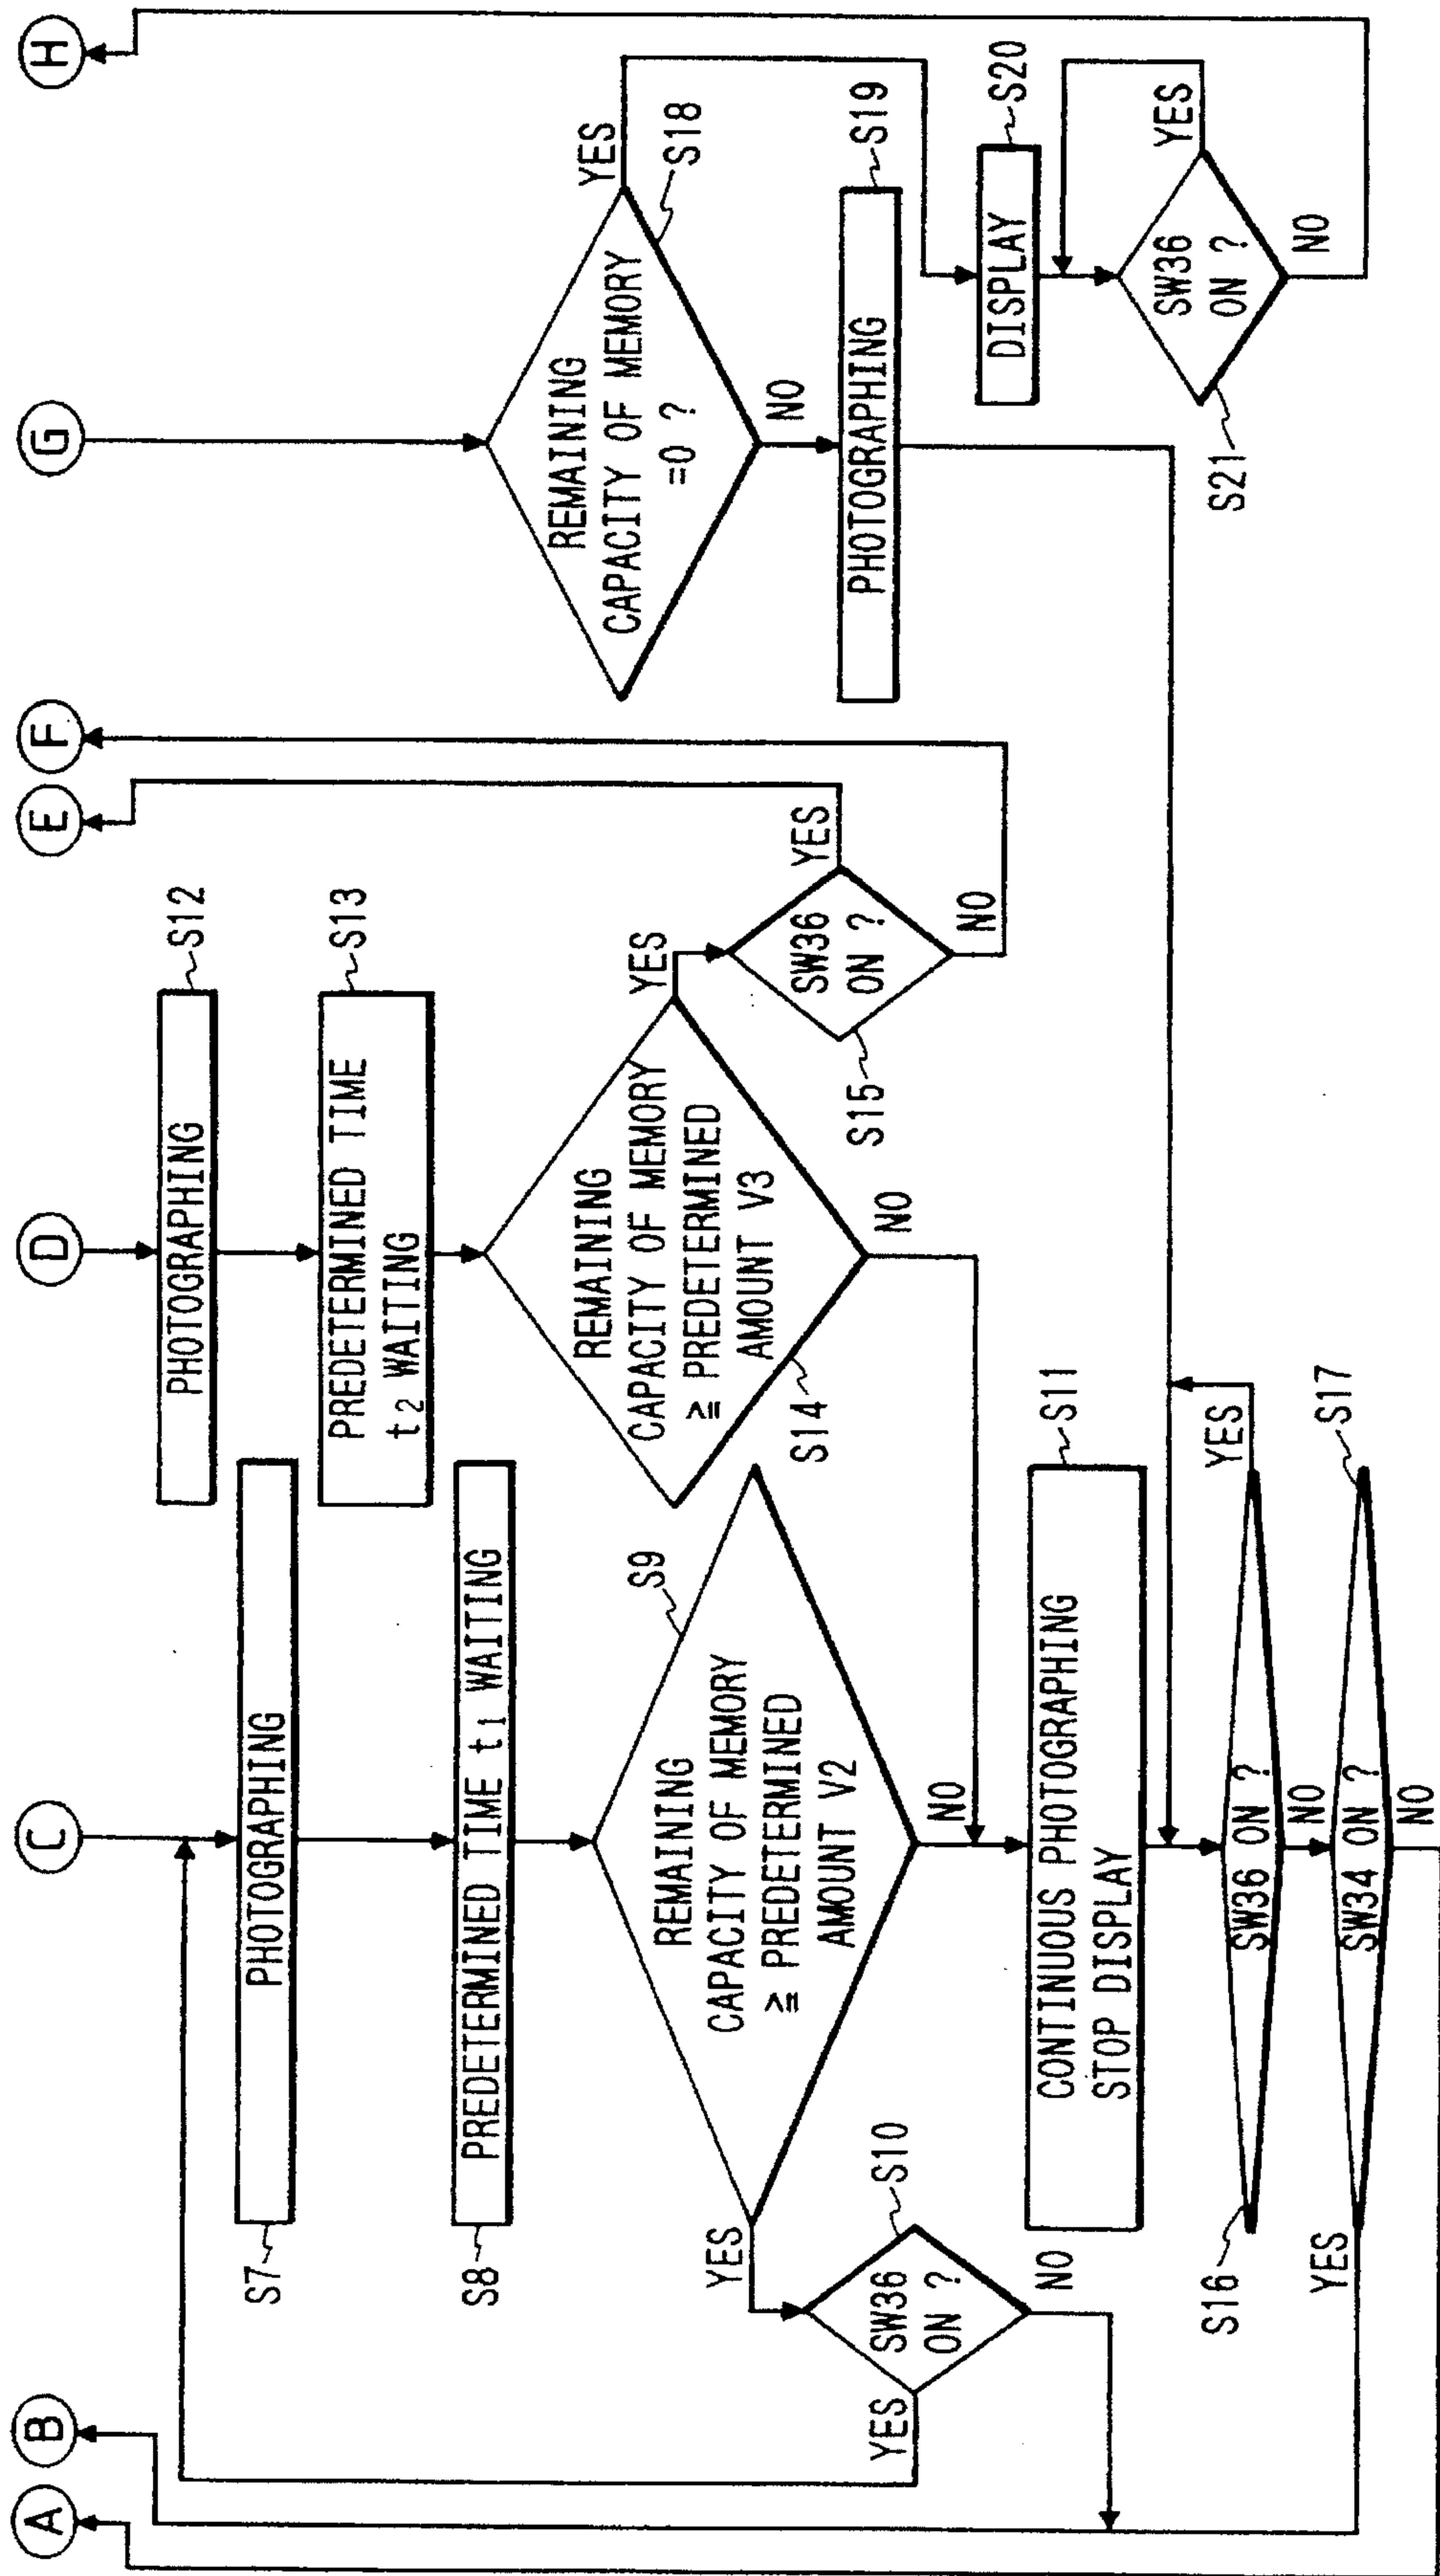 A
B
C
D
E
F
G
H
S7
PHOTOGRAPHING
S8
PREDETERMINED TIME t1 WAITING
S9
REMAINING
CAPACITY OF MEMORY
≧ PREDETERMINED
AMOUNT V2
YES
NO
S10
SW36
ON ?
YES
NO
CONTINUOUS PHOTOGRAPHING
STOP DISPLAY
S11
PHOTOGRAPHING
S12
PREDETERMINED TIME
t2 WAITING
S13
REMAINING
CAPACITY OF MEMORY
≧ PREDETERMINED
AMOUNT V3
S14
YES
NO
SW36
ON ?
S15
YES
NO
S16
SW36 ON ?
YES
NO
SW34 ON ?
S17
YES
NO
REMAINING
CAPACITY OF MEMORY
=0 ?
S18
YES
NO
PHOTOGRAPHING
S19
DISPLAY
S20
SW36
ON ?
S21
YES
NO